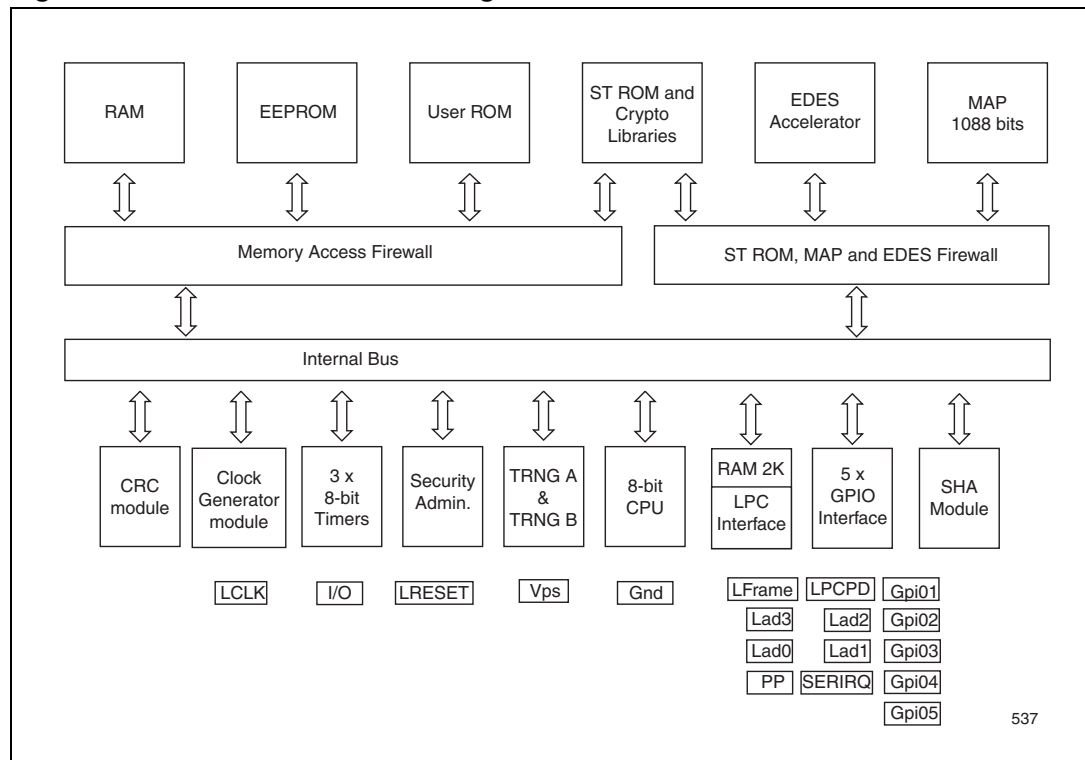 RAM
EEPROM
User ROM
ST ROM and
Crypto
Libraries
EDES
Accelerator
MAP
1088 bits
Memory Access Firewall
ST ROM, MAP and EDES Firewall
Internal Bus
CRC
module
Clock
Generator
module
3 x
8-bit
Timers
Security
Admin.
TRNG A
&
TRNG B
8-bit
CPU
RAM 2K
LPC
Interface
5 x
GPIO
Interface
SHA
Module
LCLK
I/O
LRESET
Vps
Gnd
LFrame
LPCPD
Gpi01
Lad3
Lad2
Gpi02
Lad0
Lad1
Gpi03
PP
SERIRQ
Gpi04
Gpi05
537